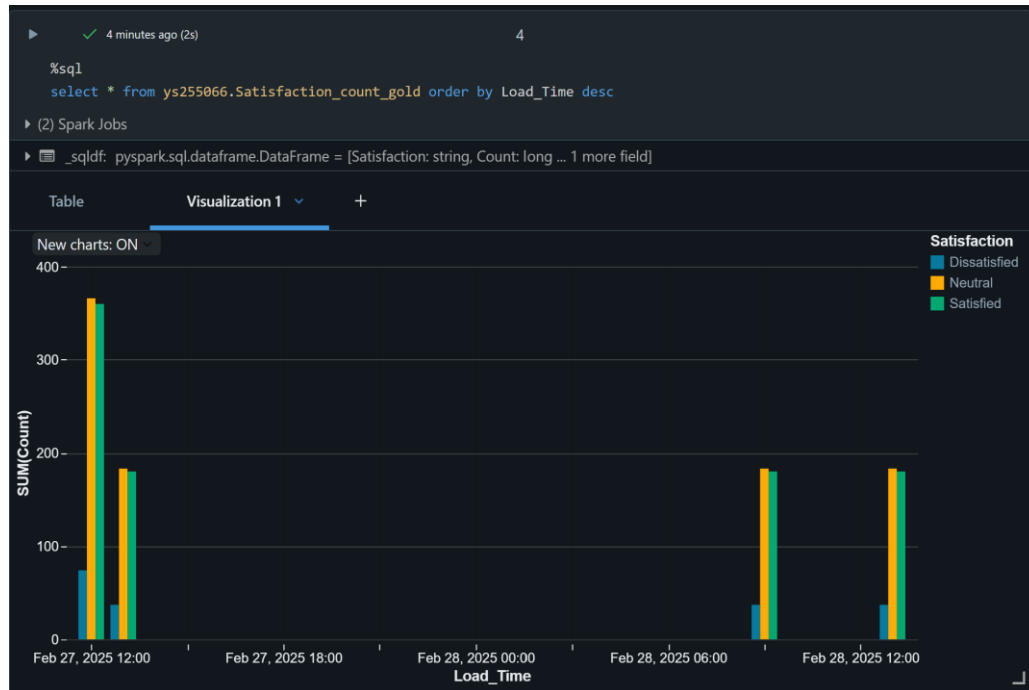 4 minutes ago (2s)
4
%sql
select * from ys255066.Satisfaction_count_gold order by Load_Time desc
(2) Spark Jobs
_sqldf: pyspark.sql.dataframe.DataFrame = [Satisfaction: string, Count: long ... 1 more field]
Table
Visualization 1
+
New charts: ON
Satisfaction
Dissatisfied
Neutral
Satisfied
SUM(Count)
400
300
200
100
0
Feb 27, 2025 12:00
Feb 27, 2025 18:00
Feb 28, 2025 00:00
Feb 28, 2025 06:00
Feb 28, 2025 12:00
Load_Time